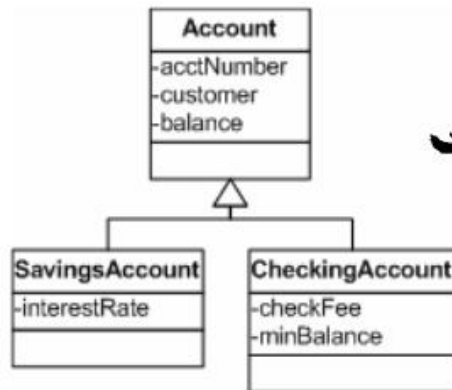 Account
-acctNumber
-customer
-balance
SavingsAccount
-interestRate
CheckingAccount
-checkFee
-minBalance